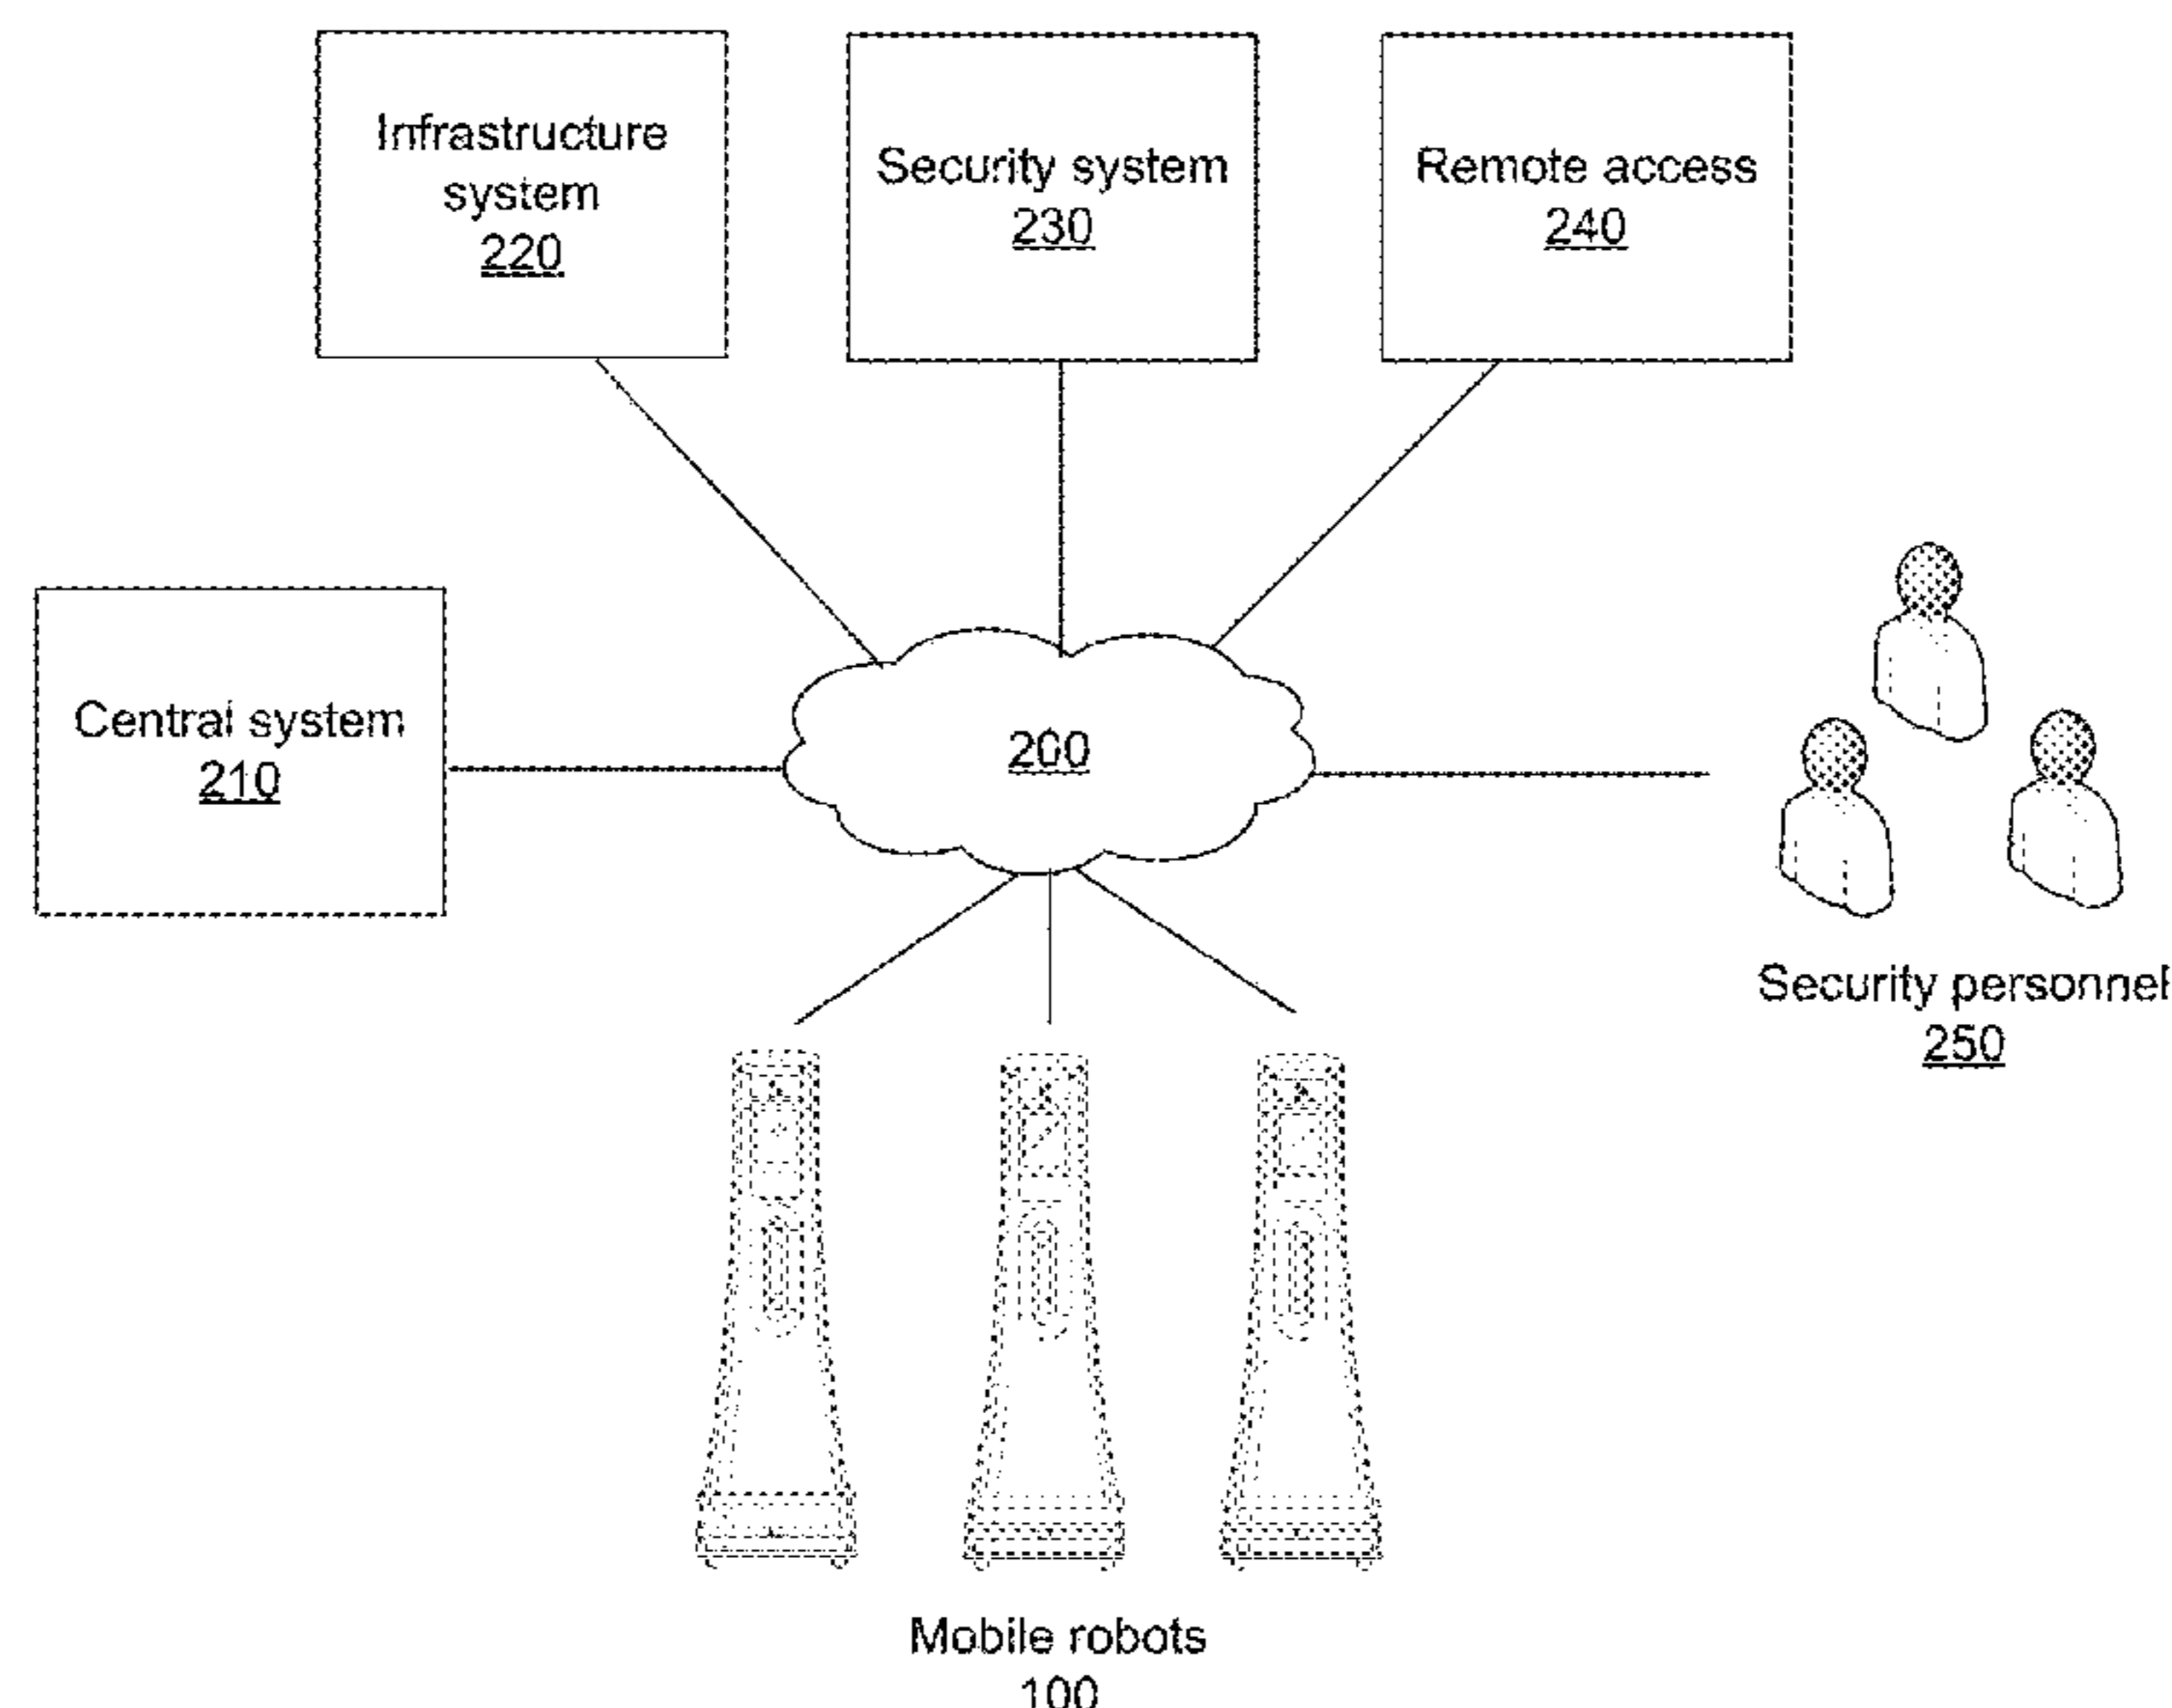 Infrastructure
system
220
Security system
230
Remote access
240
Central system
210
200
Security personnel
250
Mobile robots
100